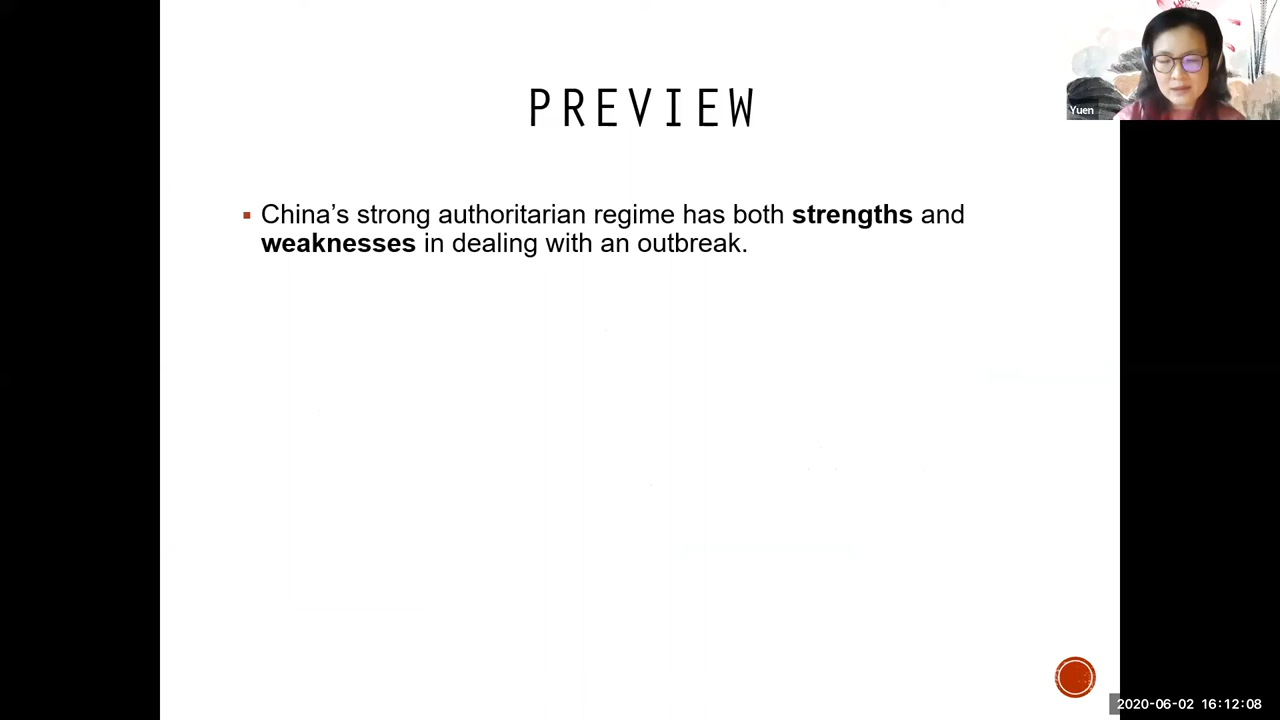 PREVIEW
Yuen
▪ China’s strong authoritarian regime has both strengths and
weaknesses in dealing with an outbreak.
2020-06-02 16:12:08